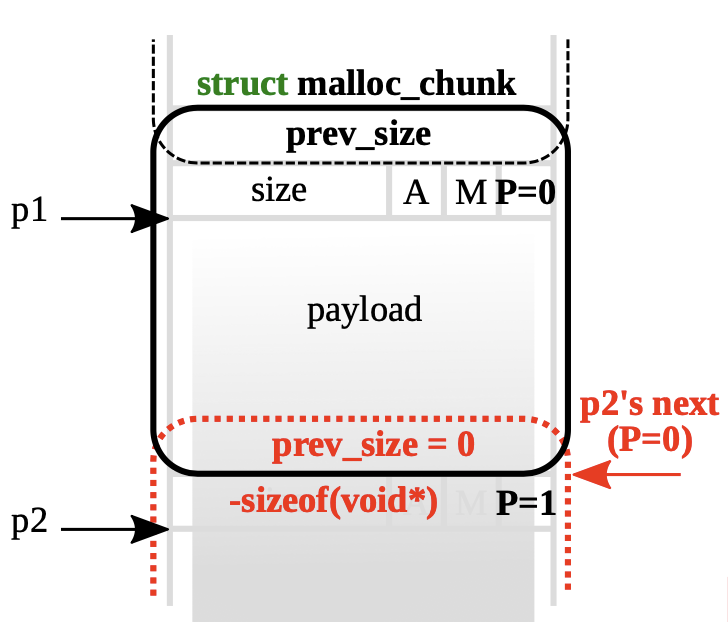 struct malloc_chunk
prev_size
size A M P=0
p1
payload
p2's next
(P=0)
prev_size = 0
-sizeof(void*) A M P=1
p2